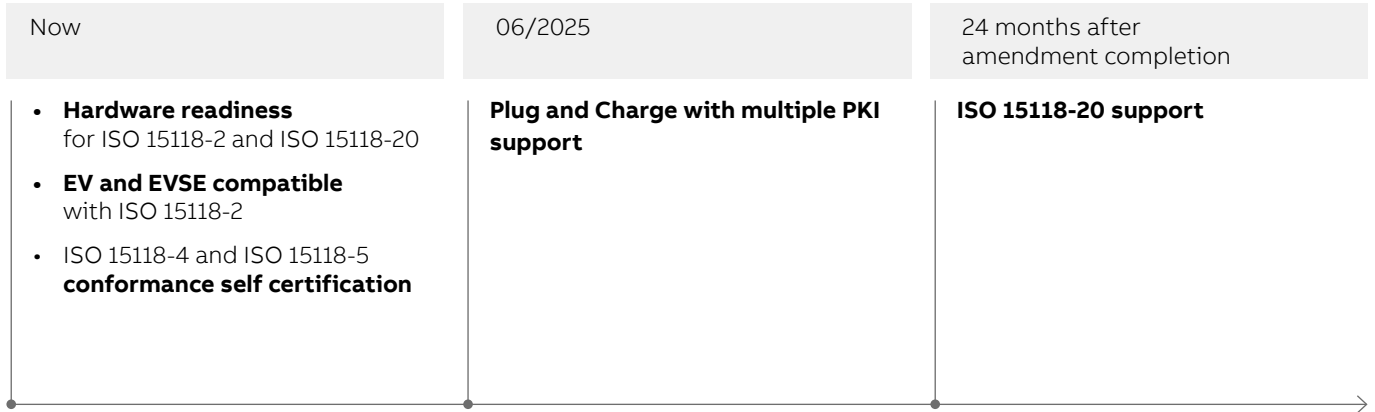 Now
06/2025
24 months after
amendment completion
• Hardware readiness
for ISO 15118-2 and ISO 15118-20
• EV and EVSE compatible
with ISO 15118-2
• ISO 15118-4 and ISO 15118-5
conformance self certification
Plug and Charge with multiple PKI
support
ISO 15118-20 support